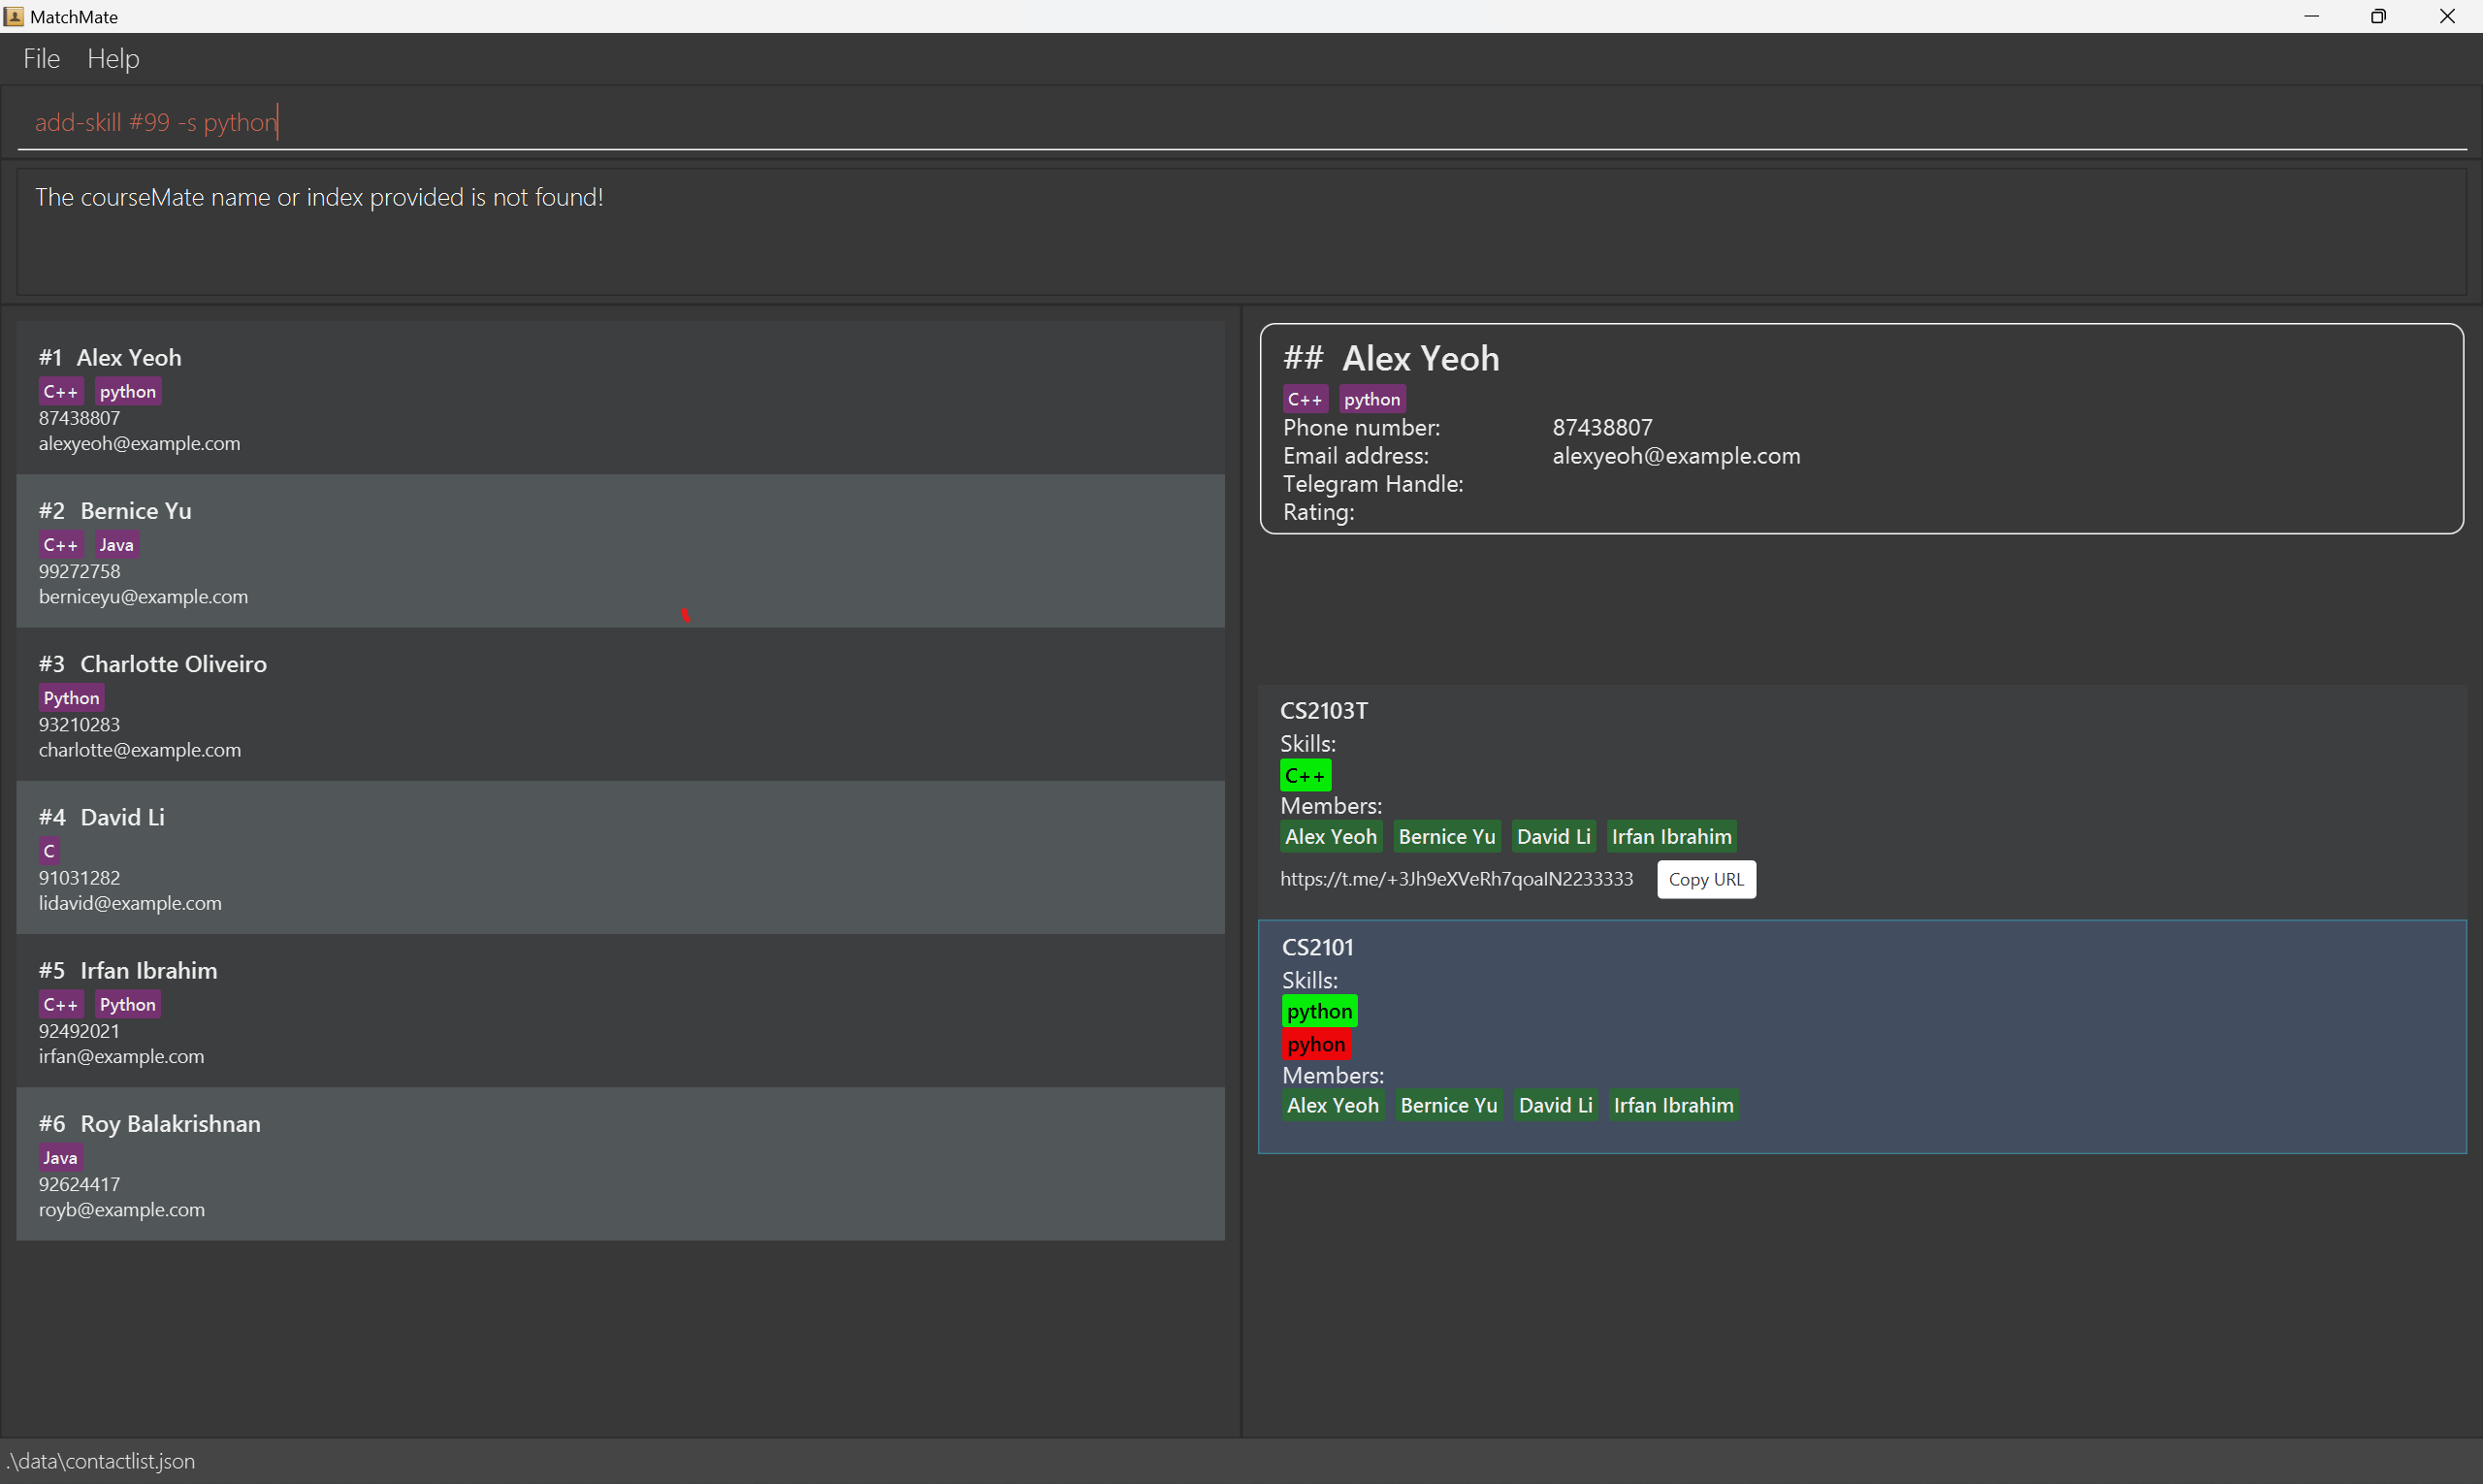 MatchMate
File Help
add-skill #99 -s python
The courseMate name or index provided is not found!
#1 Alex Yeoh
C++ python
87438807
alexyeoh@example.com
#2 Bernice Yu
C++ Java
99272758
berniceyu@example.com
#3 Charlotte Oliveiro
Python
93210283
charlotte@example.com
#4 David Li
C
91031282
lidavid@example.com
#5 Irfan Ibrahim
C++ Python
92492021
irfan@example.com
#6 Roy Balakrishnan
Java
92624417
royb@example.com
## Alex Yeoh
C++ python
Phone number: 87438807
Email address: alexyeoh@example.com
Telegram Handle:
Rating:
CS2103T
Skills:
C++
Members:
Alex Yeoh Bernice Yu David Li Irfan Ibrahim
https://t.me/+3Jh9eXVeRh7qoalN2233333 Copy URL
CS2101
Skills:
python
pyhon
Members:
Alex Yeoh Bernice Yu David Li Irfan Ibrahim
.\data\contactlist.json